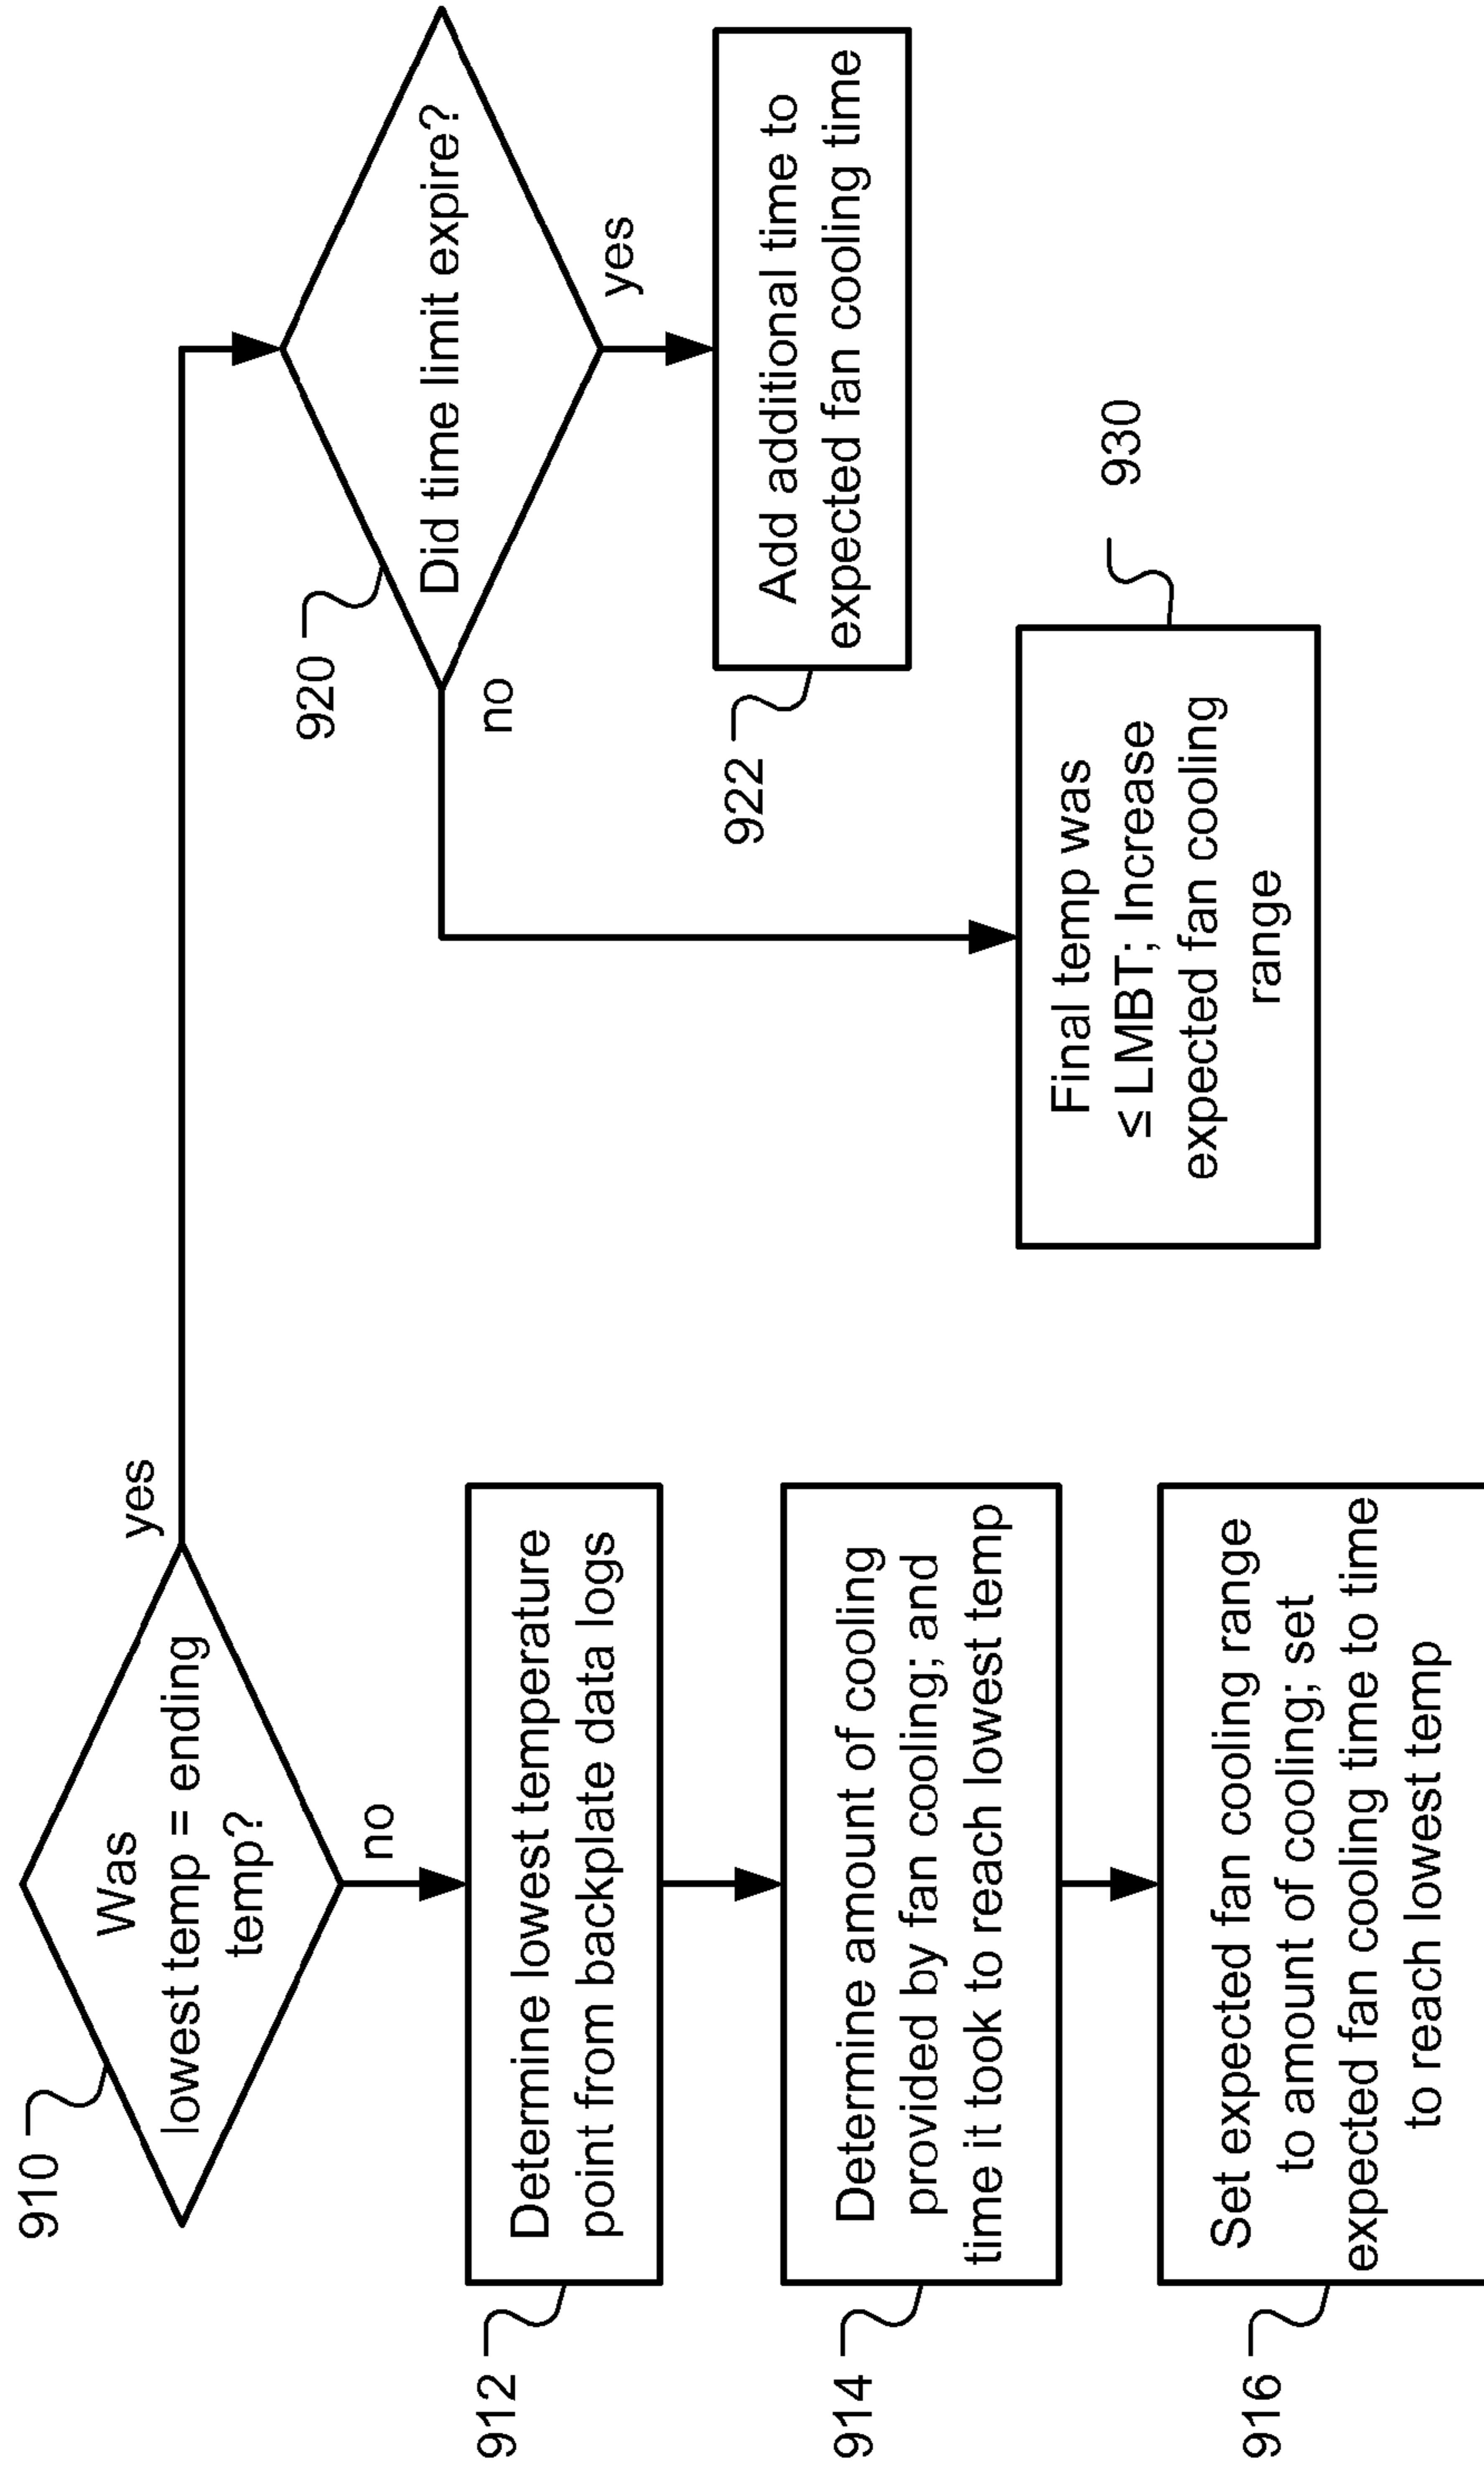 910
Was
lowest temp = ending
temp?
yes
no
912
Determine lowest temperature
point from backplate data logs
914
Determine amount of cooling
provided by fan cooling; and
time it took to reach lowest temp
916
Set expected fan cooling range
to amount of cooling; set
expected fan cooling time to time
to reach lowest temp
920
Did time limit expire?
yes
no
922
Add additional time to
expected fan cooling time
930
Final temp was
≤ LMBT; Increase
expected fan cooling
range